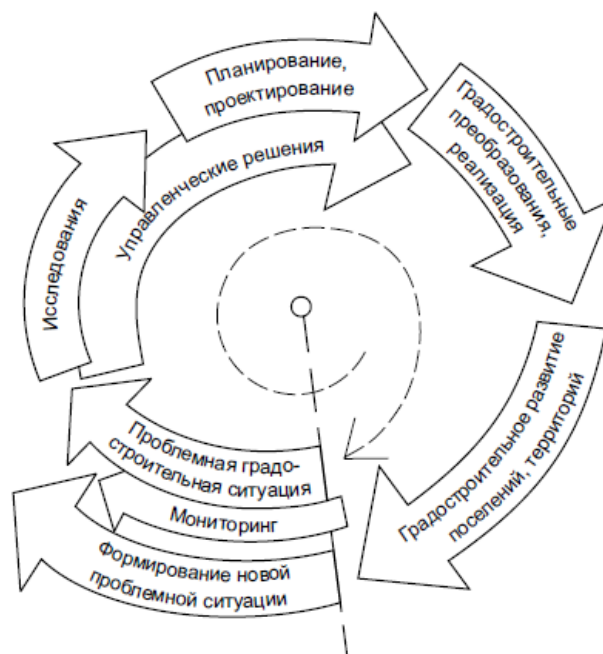 Планирование,
проектирование
Градостроительные
преобразования,
реализация
Исследования
Управленческие решения
Градостроительное развитие
поселений, территорий
Проблемная градо-
строительная ситуация
Мониторинг
Формирование новой
проблемной ситуации